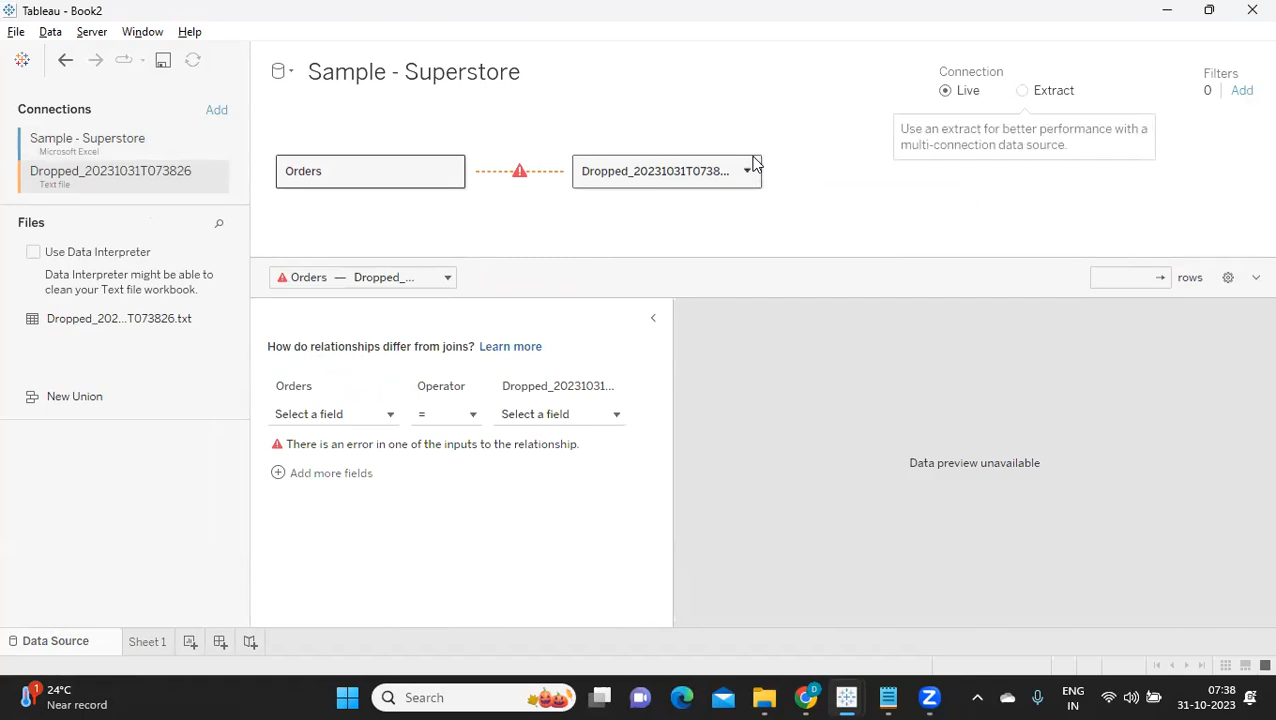 Tableau - Book2
File Data Server Window Help
Connections Add
Sample - Superstore
Microsoft Excel
Dropped_20231031T073826
Text file
Files
Use Data Interpreter
Data Interpreter might be able to
clean your Text file workbook.
Dropped_202...T073826.txt
New Union
Sample - Superstore
Connection
Live Extract
Filters
0 Add
Use an extract for better performance with a
multi-connection data source.
Orders
Dropped_20231031T0738...
Orders — Dropped_...
rows
How do relationships differ from joins? Learn more
Orders Operator Dropped_20231031...
Select a field = Select a field
There is an error in one of the inputs to the relationship.
Add more fields
Data preview unavailable
Data Source Sheet 1
1
24°C
Near record
Search
D
ENG
IN
07:38
31-10-2023